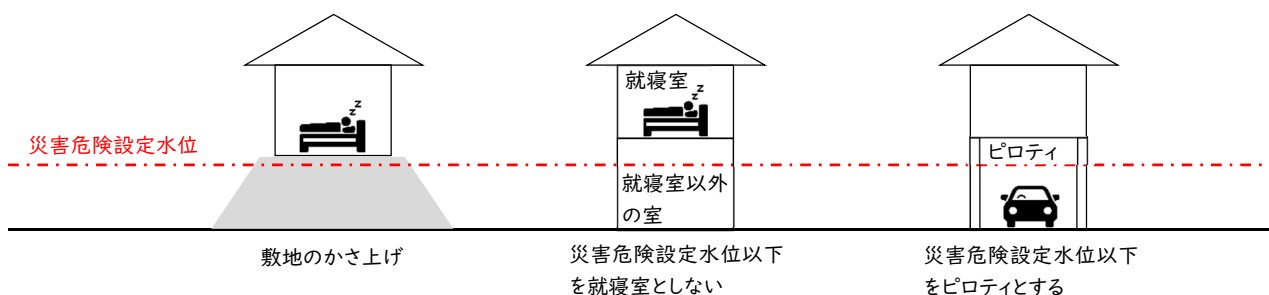 災害危険設定水位
zzz
敷地のかさ上げ
就寝室
zzz
就寝室以外
の室
災害危険設定水位以下
を就寝室としない
ピロティ
災害危険設定水位以下
をピロティとする